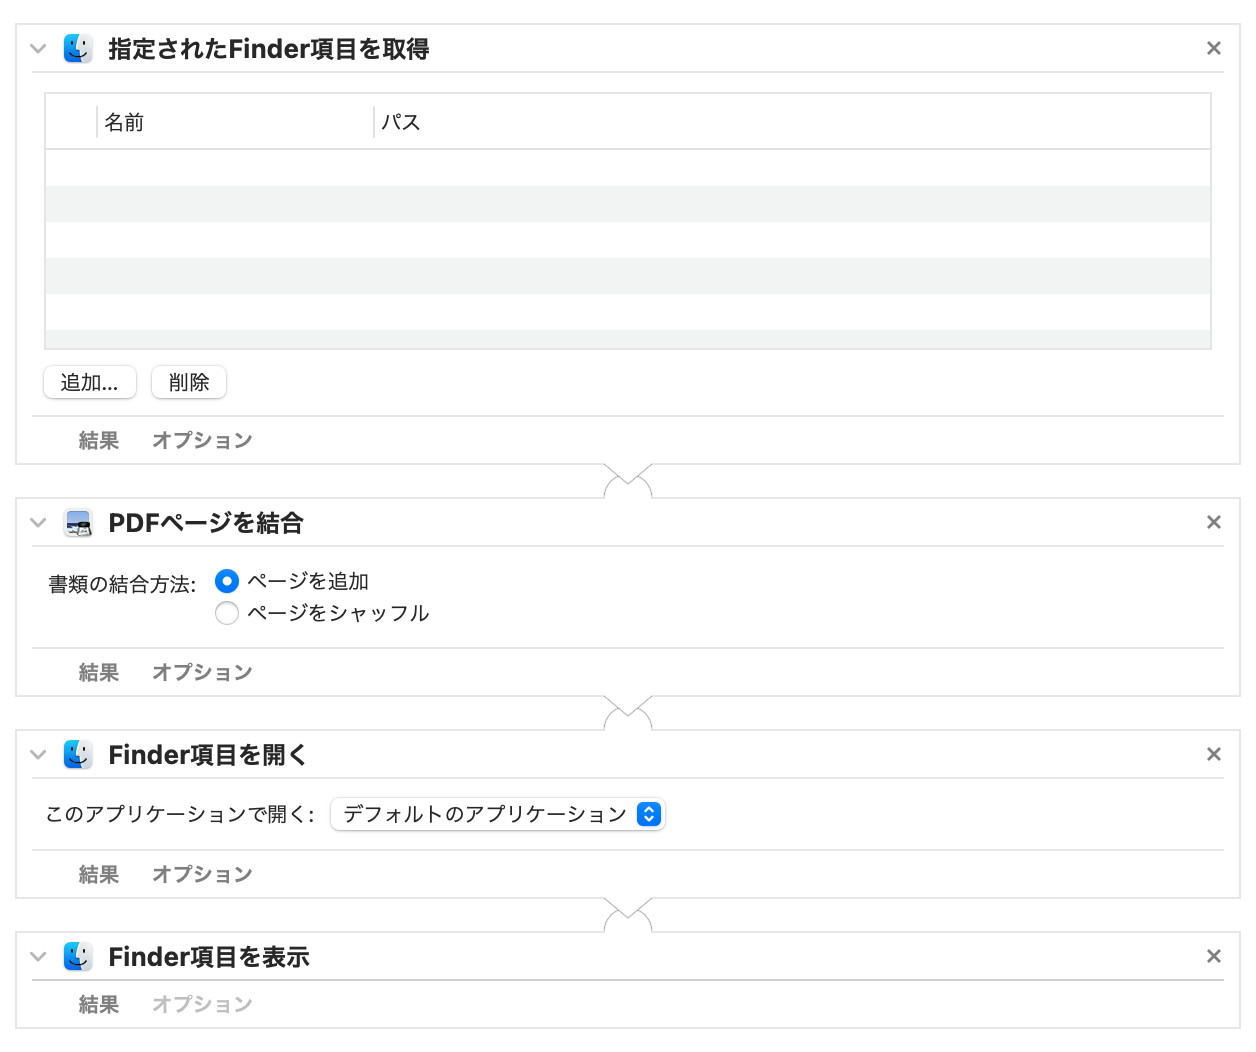 指定されたFinder項目を取得
名前 パス
追加... 削除
結果 オプション
PDFページを結合
書類の結合方法: ページを追加
ページをシャッフル
結果 オプション
Finder項目を開く
このアプリケーションで開く: デフォルトのアプリケーション
結果 オプション
Finder項目を表示
結果 オプション